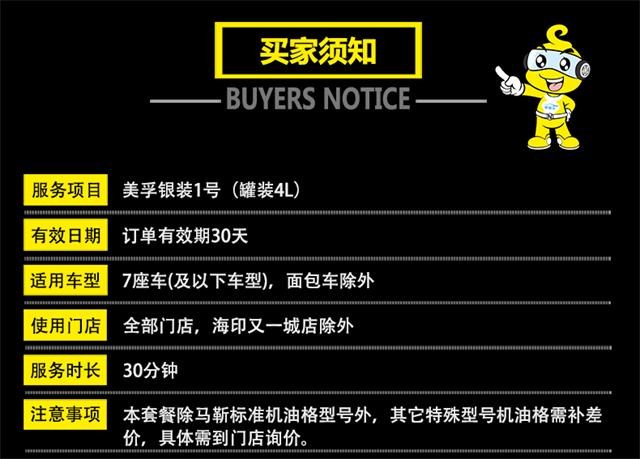 买家须知
BUYERS NOTICE
服务项目 美孚银装1号（罐装4L）
有效日期 订单有效期30天
适用车型 7座车(及以下车型)，面包车除外
使用门店 全部门店，海印又一城店除外
服务时长 30分钟
注意事项 本套餐除马勒标准机油格型号外，其它特殊型号机油格需补差
价，具体需到门店询价。